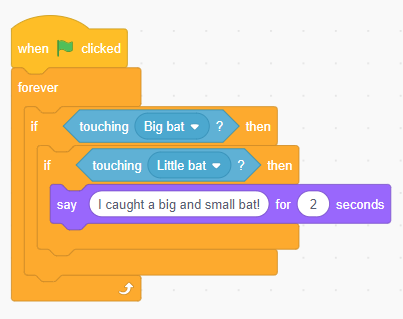 when clicked
forever
if touching Big bat ? then
if touching Little bat ? then
say I caught a big and small bat! for 2 seconds